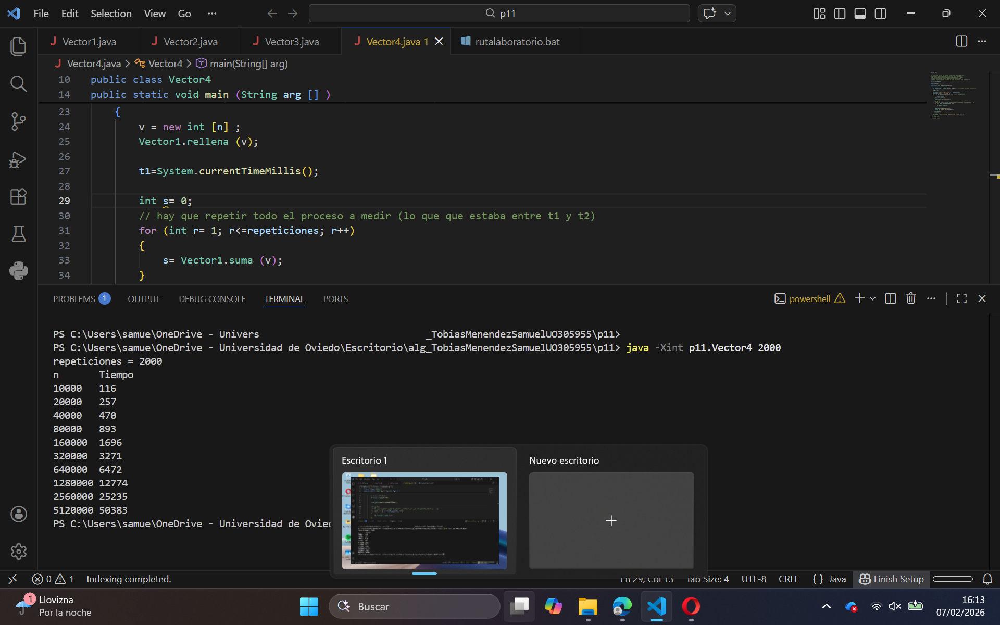 File Edit Selection View Go ··· p11
Vector1.java Vector2.java Vector3.java Vector4.java 1 rutalaboratorio.bat
Vector4.java > Vector4 > main(String[] arg)
10 public class Vector4
14 public static void main (String arg [] )
23 {
24 v = new int [n] ;
25 Vector1.rellena (v);
26
27 t1=System.currentTimeMillis();
28
29 int s= 0;
30 // hay que repetir todo el proceso a medir (lo que que estaba entre t1 y t2)
31 for (int r= 1; r<=repeticiones; r++)
32 {
33 s= Vector1.suma (v);
34 }
PROBLEMS 1 OUTPUT DEBUG CONSOLE TERMINAL PORTS powershell
PS C:\Users\samue\OneDrive - Univers _TobiasMenendezSamuelUO305955\p11>
PS C:\Users\samue\OneDrive - Universidad de Oviedo\Escritorio\alg_TobiasMenendezSamuelUO305955\p11> java -Xint p11.Vector4 2000
repeticiones = 2000
n Tiempo
10000 116
20000 257
40000 470
80000 893
160000 1696
320000 3271
640000 6472
1280000 12774
2560000 25235
5120000 50383
PS C:\Users\samue\OneDrive - Universidad de Ovied
Escritorio 1 Nuevo escritorio
0 1 Indexing completed. Ln 29, Col 13 Tab Size: 4 UTF-8 CRLF { } Java Finish Setup
1 Llovizna
Por la noche
Buscar
16:13
07/02/2026